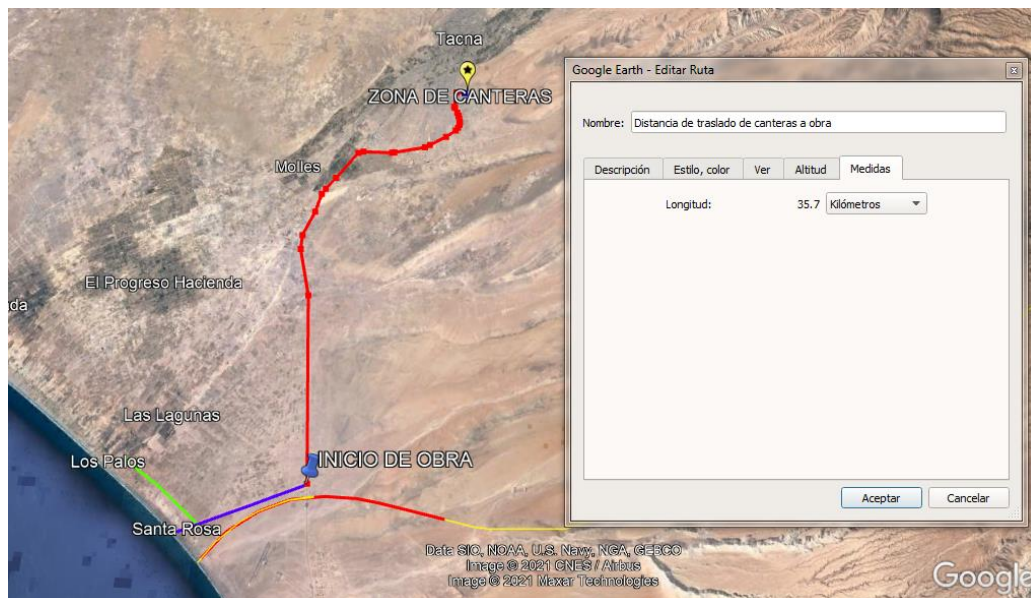 Tacna
ZONA DE CANTERAS
Molles
El Progreso Hacienda
da
Las Lagunas
Los Palos
INICIO DE OBRA
Santa Rosa
Data SIO, NOAA, U.S. Navy, NGA, GEBCO
Image © 2021 CNES / Airbus
Image © 2021 Maxar Technologies
Google
Google Earth - Editar Ruta
Nombre: Distancia de traslado de canteras a obra
Descripción Estilo, color Ver Altitud Medidas
Longitud: 35.7 Kilómetros
Aceptar Cancelar